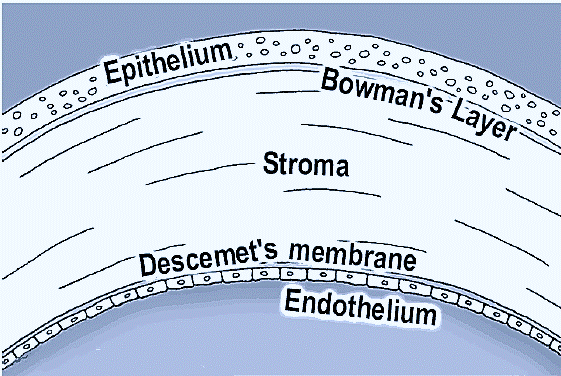 Epithelium
Bowman's Layer
Stroma
Descemet's membrane
Endothelium